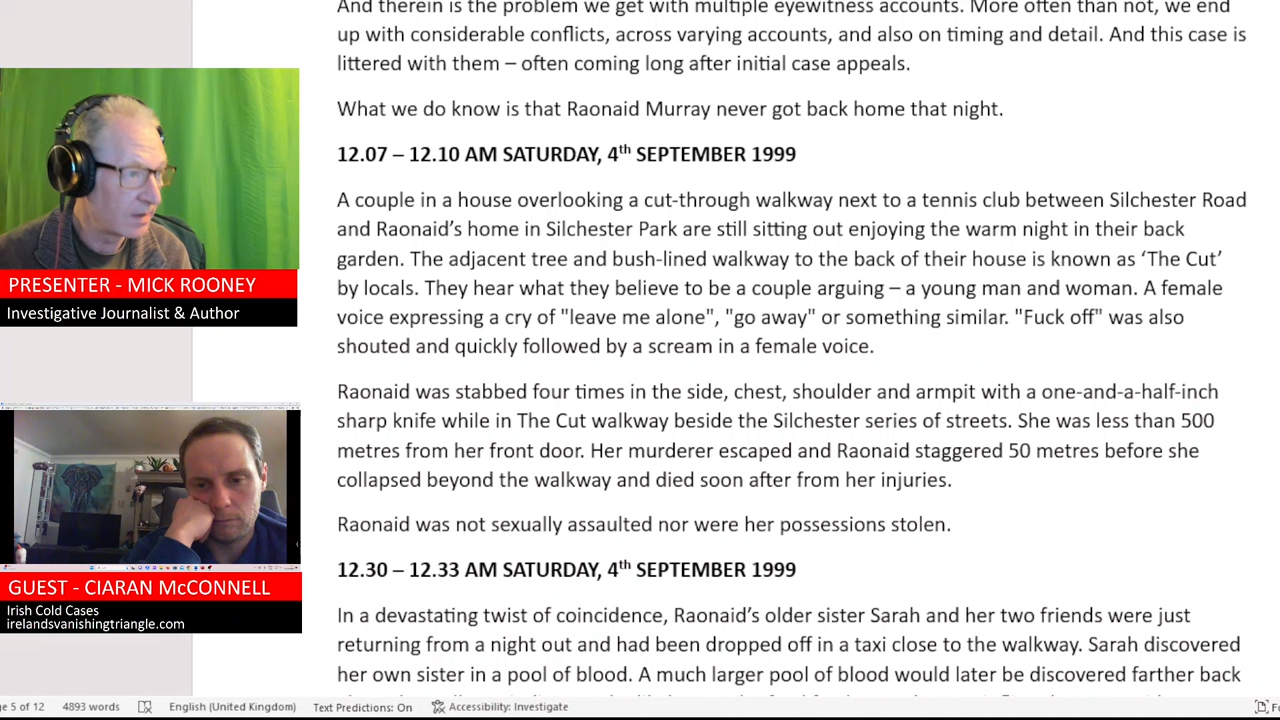 And therein is the problem we get with multiple eyewitness accounts. More often than not, we end
up with considerable conflicts, across varying accounts, and also on timing and detail. And this case is
littered with them – often coming long after initial case appeals.
What we do know is that Raonaid Murray never got back home that night.
12.07 – 12.10 AM SATURDAY, 4th SEPTEMBER 1999
A couple in a house overlooking a cut-through walkway next to a tennis club between Silchester Road
and Raonaid’s home in Silchester Park are still sitting out enjoying the warm night in their back
garden. The adjacent tree and bush-lined walkway to the back of their house is known as ‘The Cut’
by locals. They hear what they believe to be a couple arguing – a young man and woman. A female
voice expressing a cry of "leave me alone", "go away" or something similar. "Fuck off" was also
shouted and quickly followed by a scream in a female voice.
Raonaid was stabbed four times in the side, chest, shoulder and armpit with a one-and-a-half-inch
sharp knife while in The Cut walkway beside the Silchester series of streets. She was less than 500
metres from her front door. Her murderer escaped and Raonaid staggered 50 metres before she
collapsed beyond the walkway and died soon after from her injuries.
Raonaid was not sexually assaulted nor were her possessions stolen.
12.30 – 12.33 AM SATURDAY, 4th SEPTEMBER 1999
In a devastating twist of coincidence, Raonaid’s older sister Sarah and her two friends were just
returning from a night out and had been dropped off in a taxi close to the walkway. Sarah discovered
her own sister in a pool of blood. A much larger pool of blood would later be discovered farther back
PRESENTER - MICK ROONEY
Investigative Journalist & Author
GUEST - CIARAN McCONNELL
Irish Cold Cases
irelandsvanishingtriangle.com
ge 5 of 12 4893 words English (United Kingdom) Text Predictions: On Accessibility: Investigate